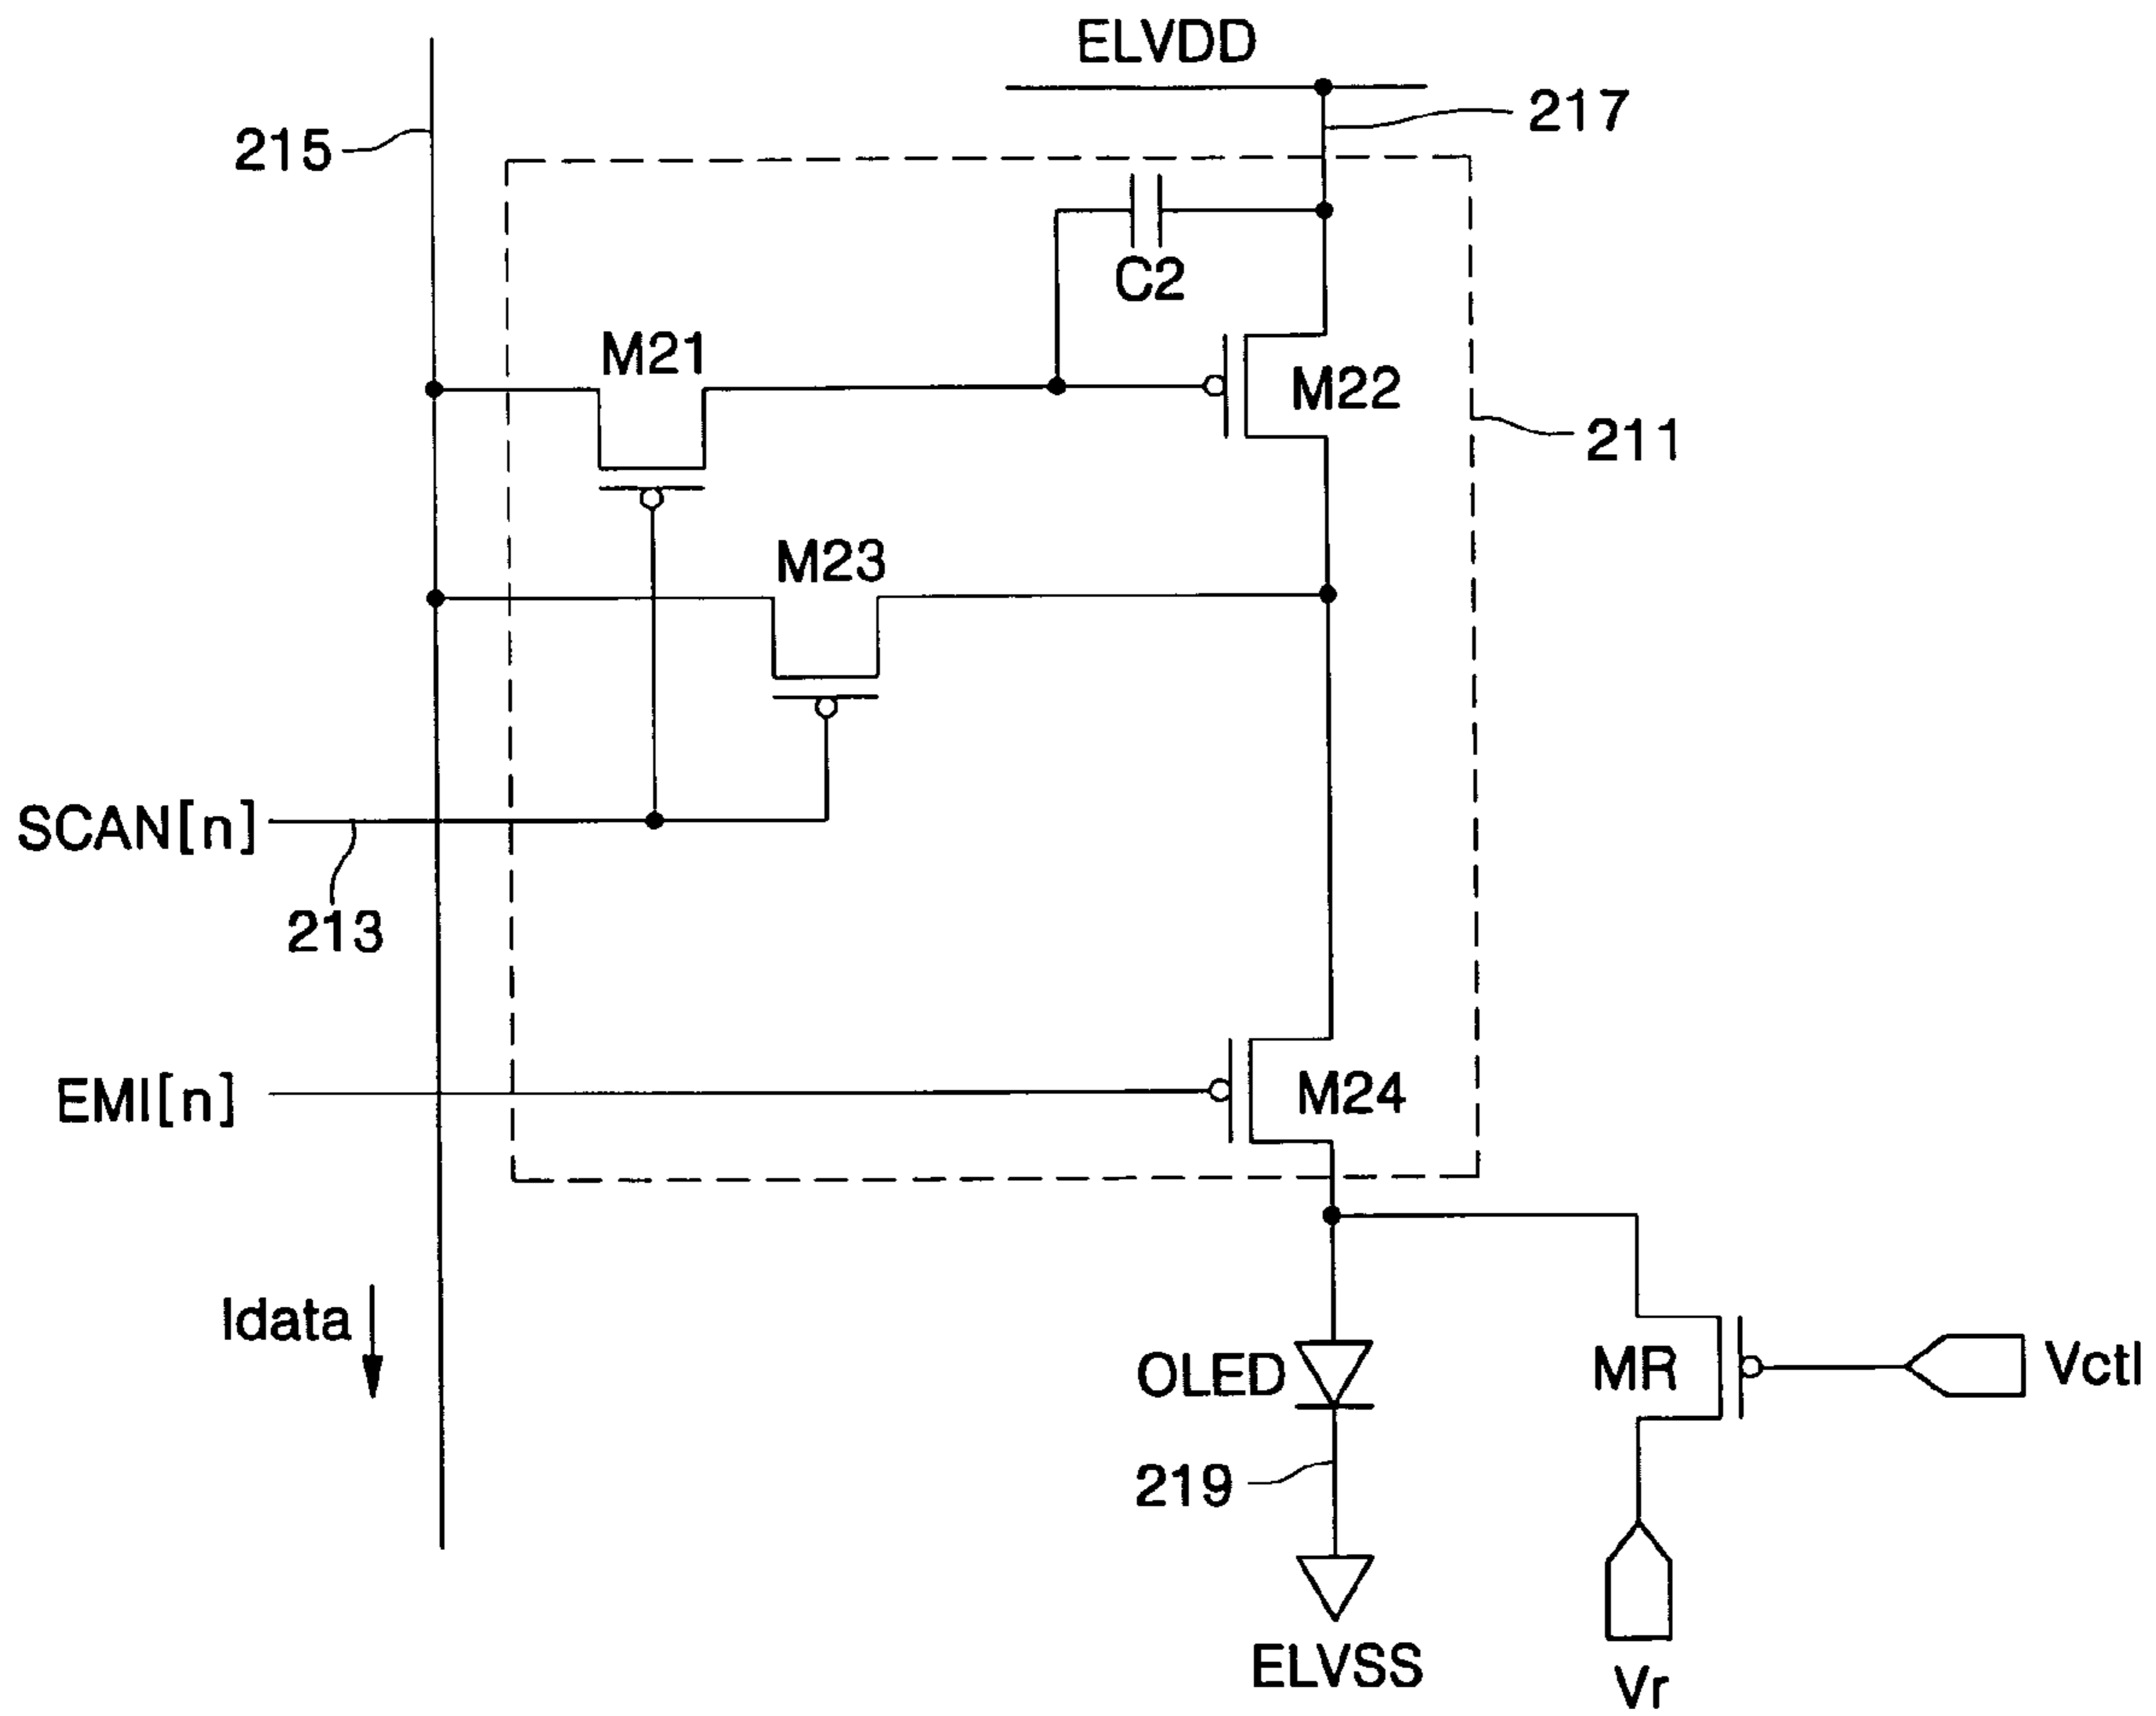 ELVDD
217
215
C2
M21
M22
211
M23
SCAN[n]
213
EMI[n]
M24
Idata
OLED
MR
Vctl
219
ELVSS
Vr